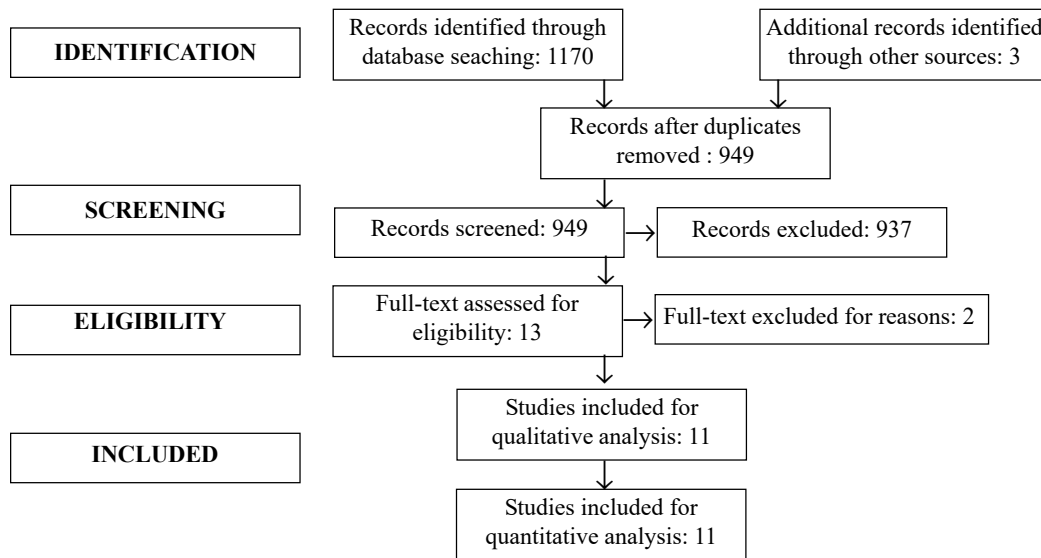 IDENTIFICATION
Records identified through
database seaching: 1170
Additional records identified
through other sources: 3
Records after duplicates
removed : 949
SCREENING
Records screened: 949
Records excluded: 937
ELIGIBILITY
Full-text assessed for
eligibility: 13
Full-text excluded for reasons: 2
INCLUDED
Studies included for
qualitative analysis: 11
Studies included for
quantitative analysis: 11